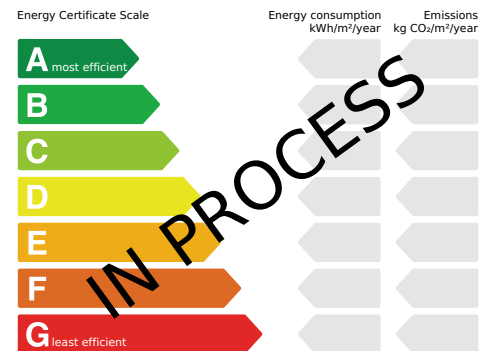 Energy Certificate Scale
Energy consumption
kWh/m²/year
Emissions
kg CO₂/m²/year
A most efficient
B
C
D
E
F
G least efficient
IN PROCESS